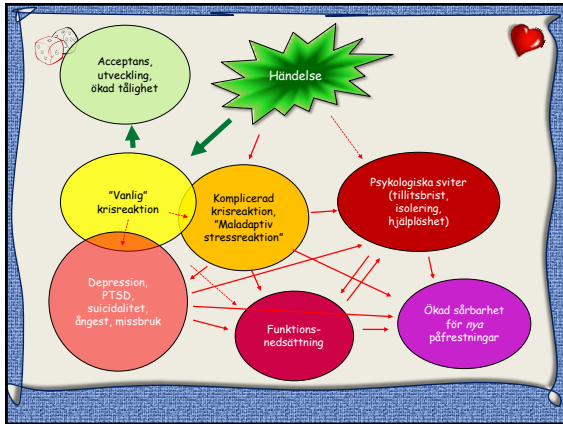 Acceptans,
utveckling,
ökad tålighet
Händelse
"Vanlig"
krisreaktion
Komplicerad
krisreaktion,
"Maladaptiv
stressreaktion"
Psykologiska sviter
(tillitsbrist,
isolering,
hjälplöshet)
Depression,
PTSD,
suicidalitet,
ångest, missbruk
Funktions-
nedsättning
Ökad sårbarhet
för nya
påfrestningar